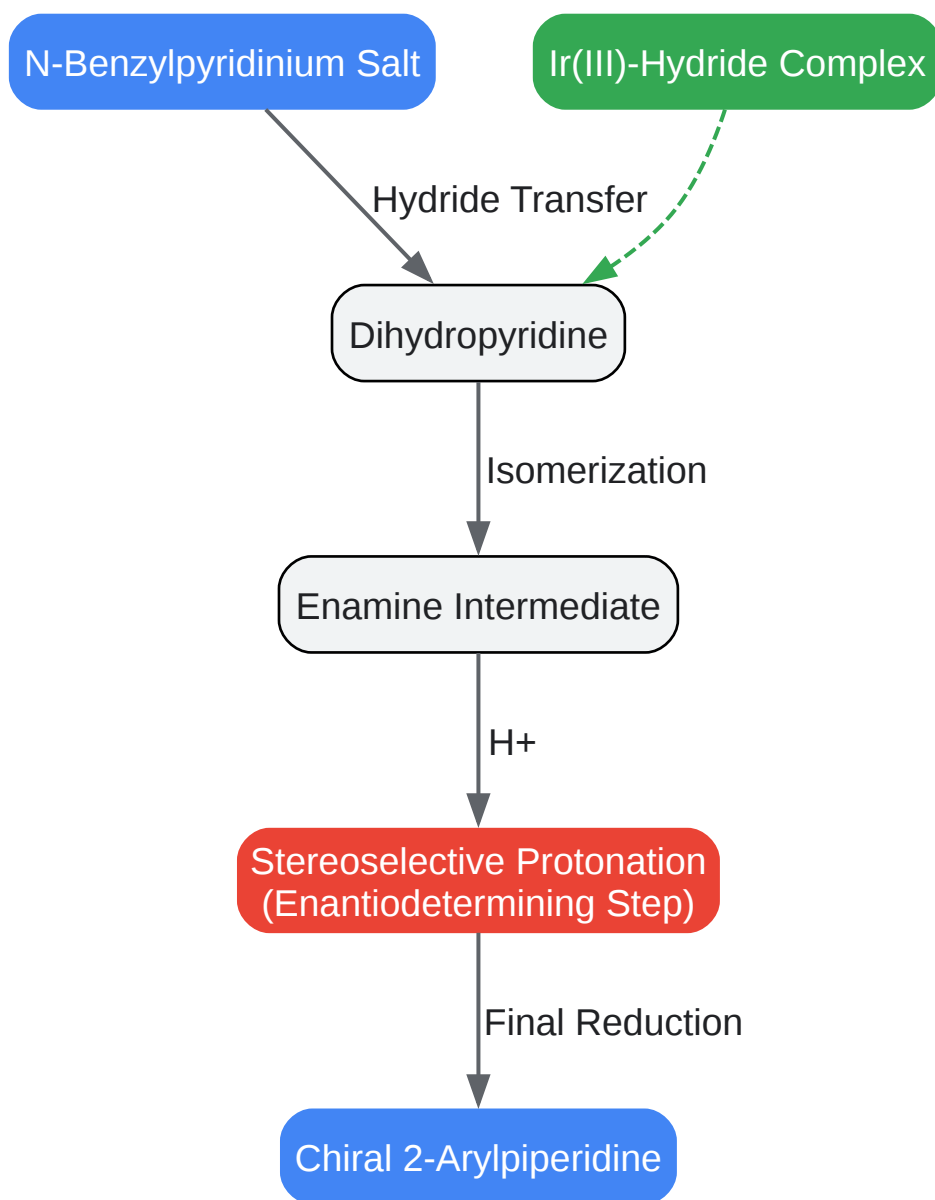 N-Benzylpyridinium Salt
Ir(III)-Hydride Complex
Hydride Transfer
Dihydropyridine
Isomerization
Enamine Intermediate
H+
Stereoselective Protonation
(Enantiodetermining Step)
Final Reduction
Chiral 2-Arylpiperidine